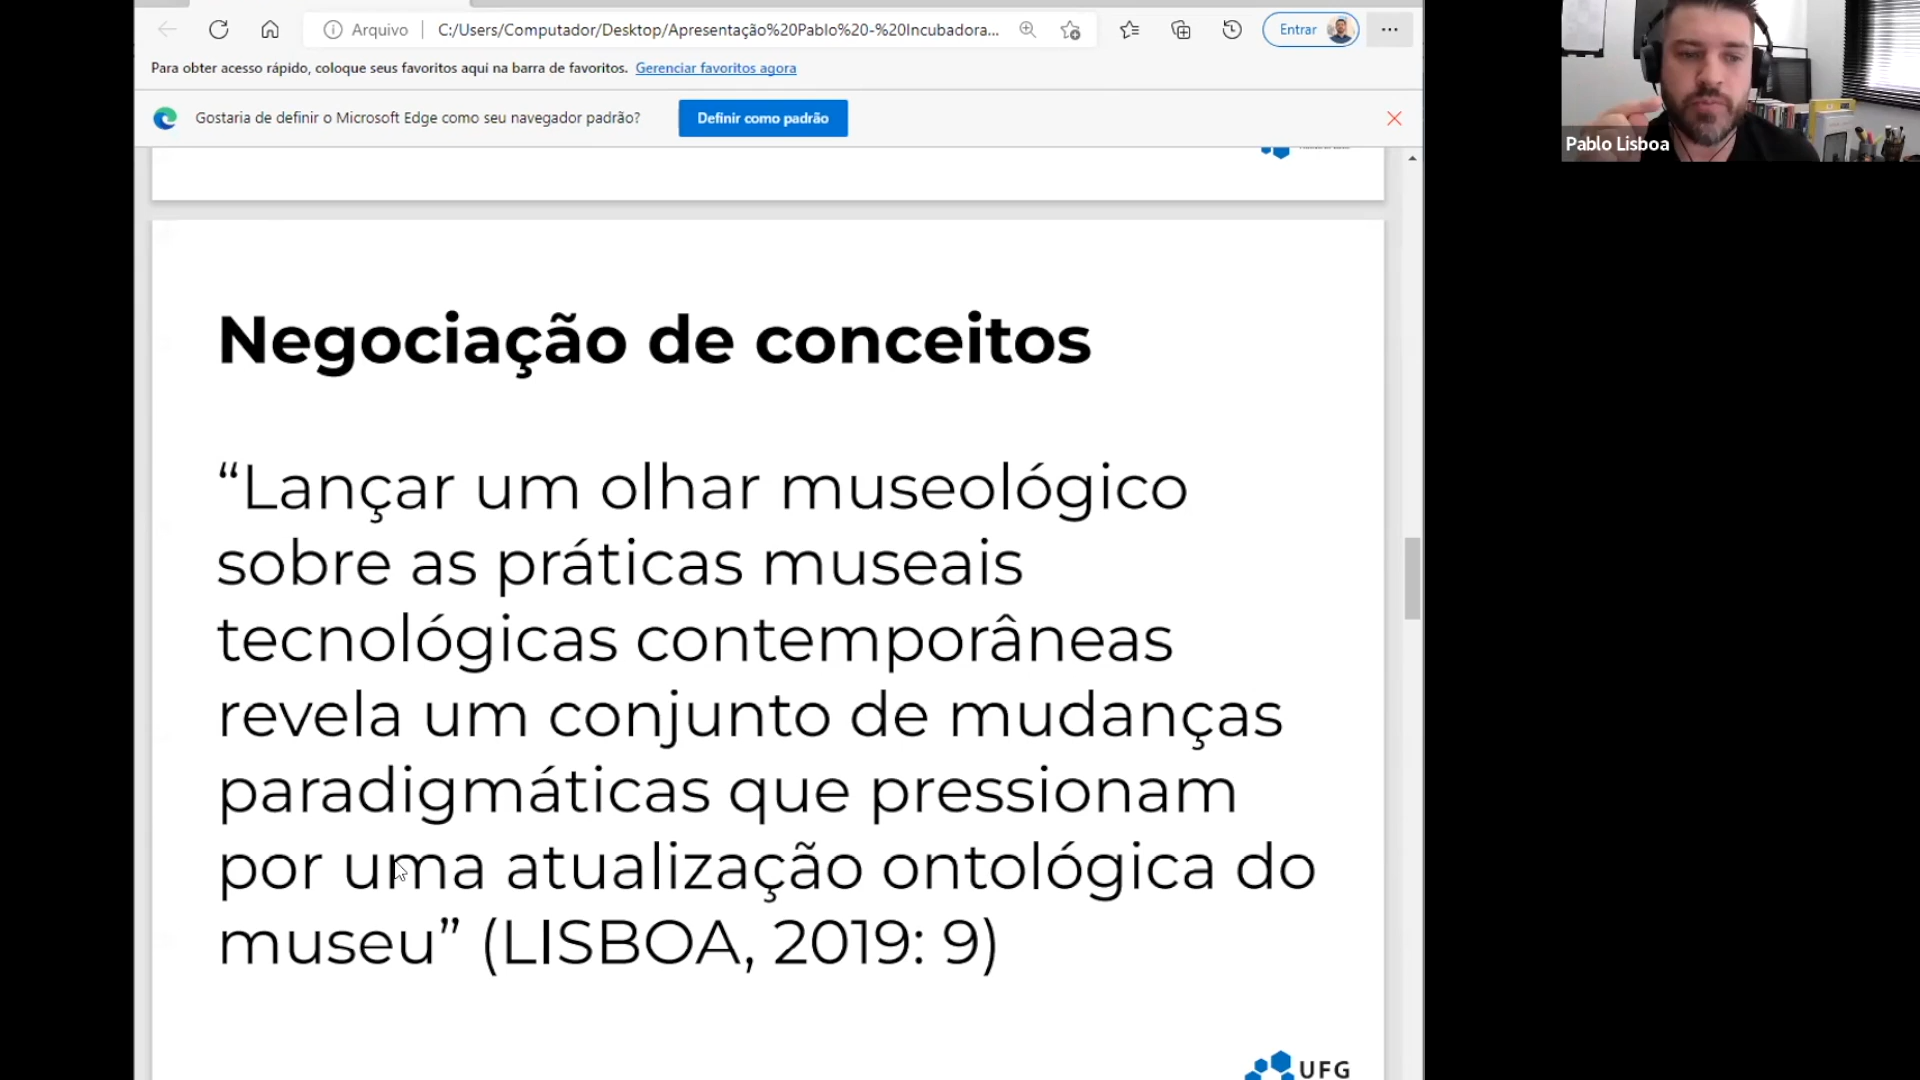 Arquivo
C:/Users/Computador/Desktop/Apresentação%20Pablo%20-%20Incubadora...
Entrar
Para obter acesso rápido, coloque seus favoritos aqui na barra de favoritos. Gerenciar favoritos agora
Gostaria de definir o Microsoft Edge como seu navegador padrão?
Definir como padrão
Pablo Lisboa
Negociação de conceitos
“Lançar um olhar museológico
sobre as práticas museais
tecnológicas contemporâneas
revela um conjunto de mudanças
paradigmáticas que pressionam
por uma atualização ontológica do
museu” (LISBOA, 2019: 9)
UFG